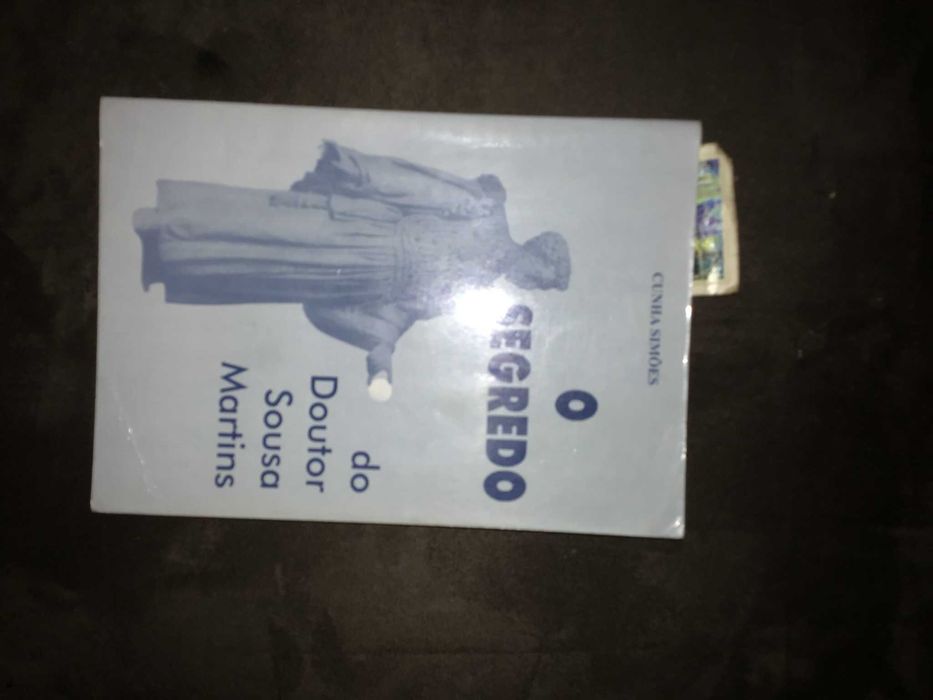 CUNHA SIMÕES
O
SEGREDO
do
Doutor
Sousa
Martins